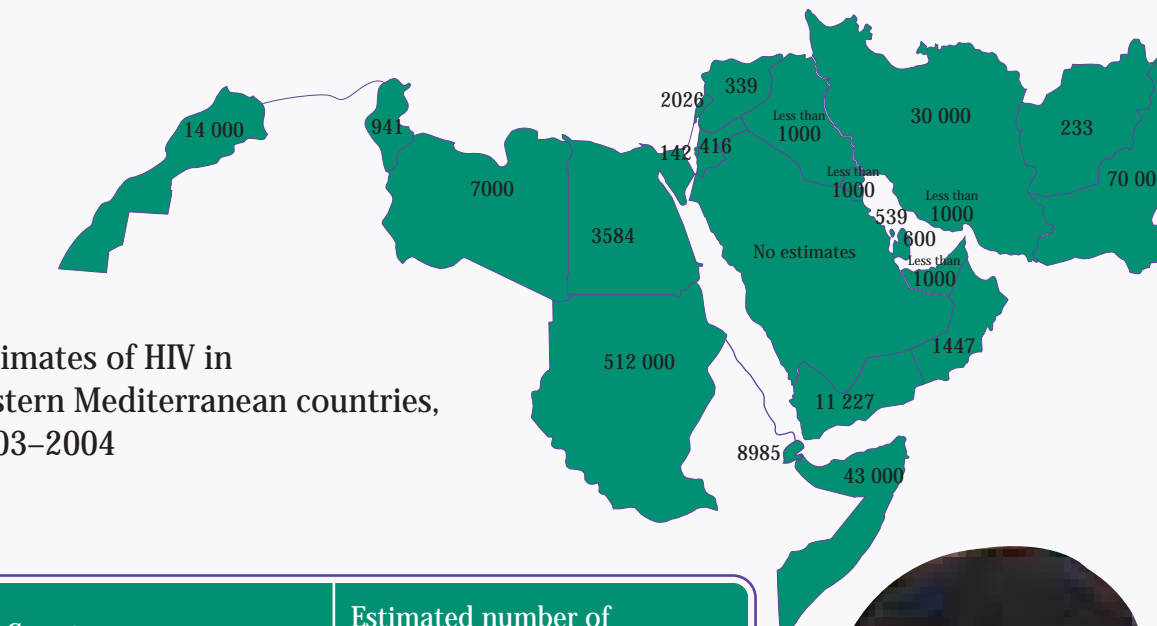 339
2026
14 000
941
Less than
1000
30 000
233
142
416
7000
Less than
1000
70 00
Less than
1000
539
600
3584
No estimates
Less than
1000
512 000
1447
timates of HIV in
stern Mediterranean countries,
03–2004
11 227
8985
43 000
Estimated number of